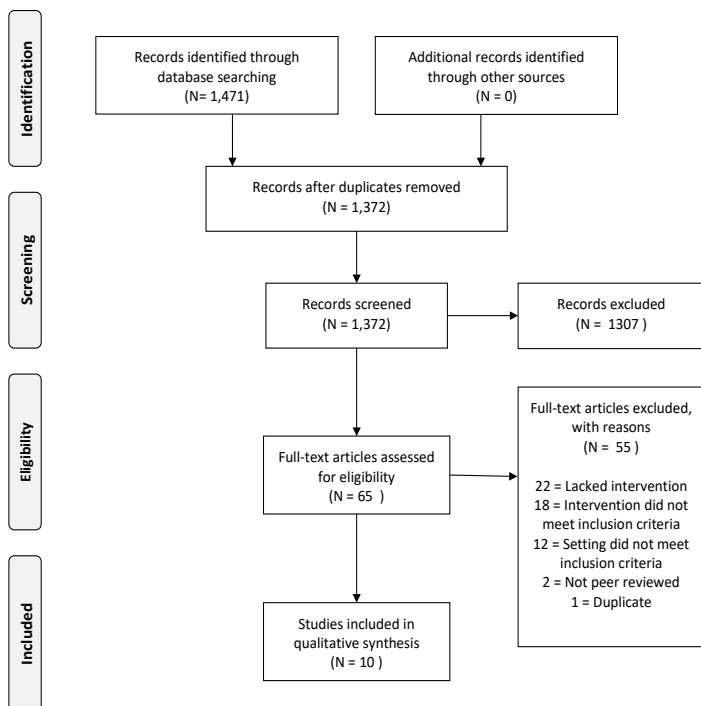 Identification
Records identified through
database searching
(N= 1,471)
Additional records identified
through other sources
(N = 0)
Records after duplicates removed
(N = 1,372)
Screening
Records screened
(N = 1,372)
Records excluded
(N =  1307 )
Eligibility
Full-text articles assessed
for eligibility
(N = 65  )
Full-text articles excluded,
with reasons
(N =  55 )
22 = Lacked intervention
18 = Intervention did not
meet inclusion criteria
12 = Setting did not meet
inclusion criteria
2 = Not peer reviewed
1 = Duplicate
Included
Studies included in
qualitative synthesis
(N = 10 )